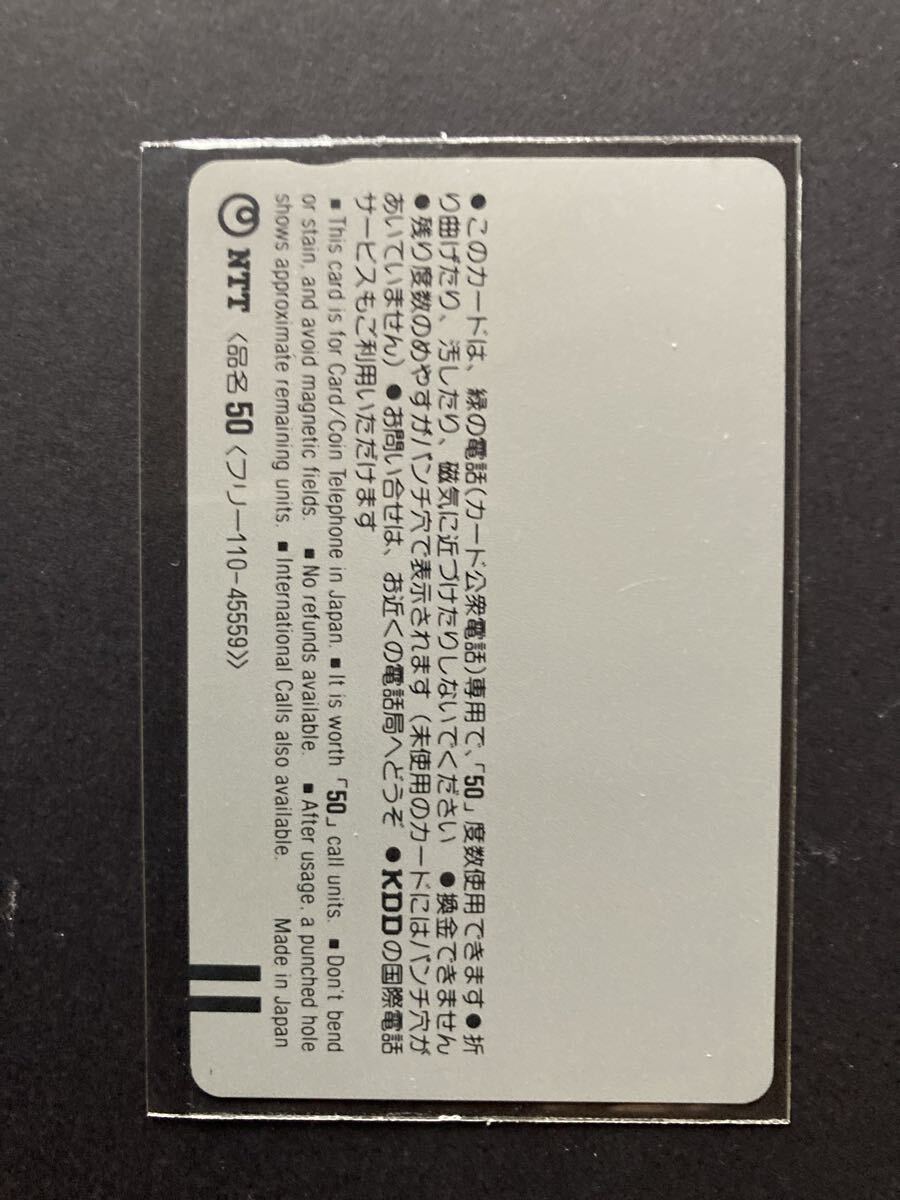 ●このカードは、緑の電話(カード公衆電話)専用で、「50」度数使用できます●折
り曲げたり、汚したり、磁気に近づけたりしないでください ●換金できません
●残り度数のめやすがパンチ穴で表示されます (未使用のカードにはパンチ穴が
あいていません) ●お問い合せは、お近くの電話局へどうぞ ●KDDの国際電話
サービスもご利用いただけます
■ This card is for Card/Coin Telephone in Japan. ■ It is worth「50」call units. ■ Don't bend
or stain, and avoid magnetic fields. ■ No refunds available. ■ After usage, a punched hole
shows approximate remaining units. ■ International Calls also available. Made in Japan
NTT 〈品名 50 〈フリー110-45559〉〉